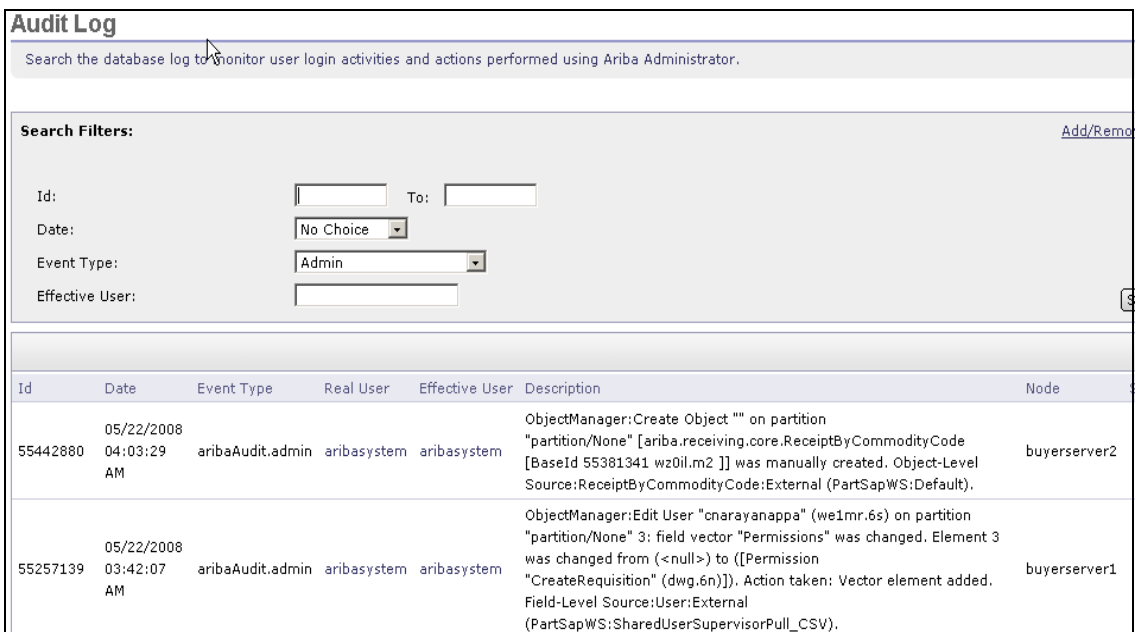 Audit Log
Search the database log to monitor user login activities and actions performed using Ariba Administrator.
Search Filters:
Add/Remo
Id:
To:
Date:
No Choice
Event Type:
Admin
Effective User:
S
Id Date Event Type Real User Effective User Description Node S
55442880
05/22/2008
04:03:29
AM
aribaAudit.admin
aribasystem
aribasystem
ObjectManager:Create Object "" on partition
"partition/None" [ariba.receiving.core.ReceiptByCommodityCode
[BaseId 55381341 wz0il.m2 ]] was manually created. Object-Level
Source:ReceiptByCommodityCode:External (PartSapWS:Default).
buyerserver2
55257139
05/22/2008
03:42:07
AM
aribaAudit.admin
aribasystem
aribasystem
ObjectManager:Edit User "cnarayanappa" (we1mr.6s) on partition
"partition/None" 3: field vector "Permissions" was changed. Element 3
was changed from (<null>) to ([Permission
"CreateRequisition" (dwg.6n)]). Action taken: Vector element added.
Field-Level Source:User:External
(PartSapWS:SharedUserSupervisorPull_CSV).
buyerserver1